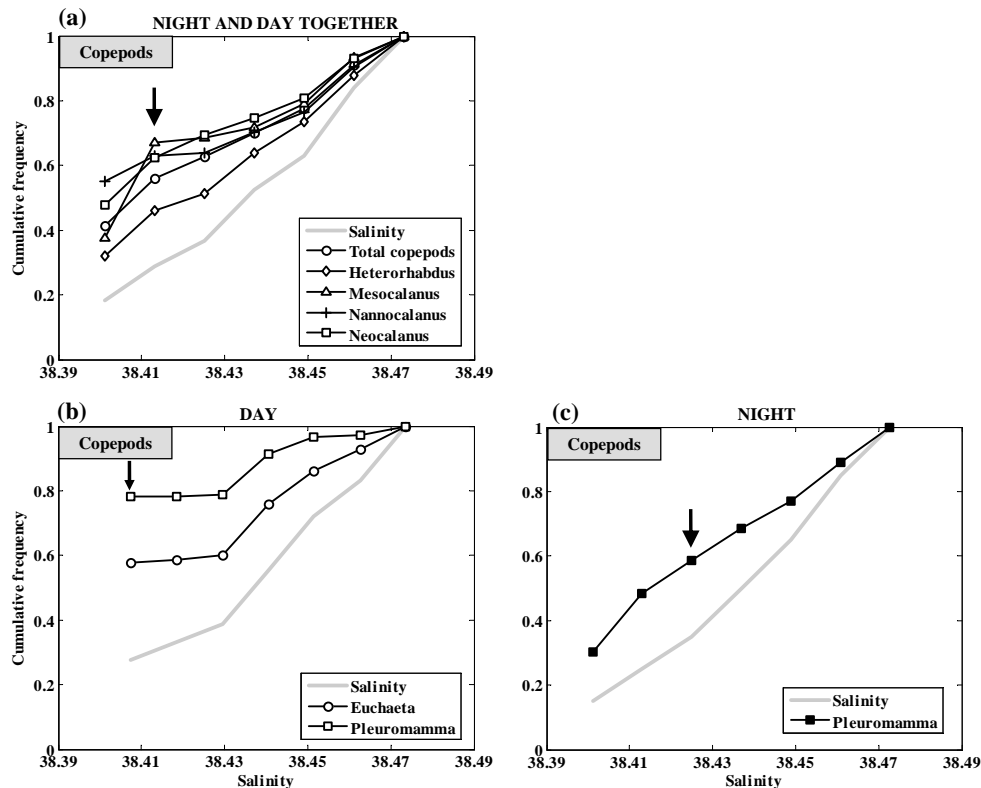 (a)
NIGHT AND DAY TOGETHER
Copepods
Cumulative frequency
1
0.8
0.6
0.4
0.2
0
38.39 38.41 38.43 38.45 38.47 38.49
Salinity
Total copepods
Heterorhabdus
Mesocalanus
Nannocalanus
Neocalanus
(b)
DAY
Copepods
Cumulative frequency
1
0.8
0.6
0.4
0.2
0
38.39 38.41 38.43 38.45 38.47 38.49
Salinity
Salinity
Euchaeta
Pleuromamma
(c)
NIGHT
Copepods
1
0.8
0.6
0.4
0.2
0
38.39 38.41 38.43 38.45 38.47 38.49
Salinity
Salinity
Pleuromamma